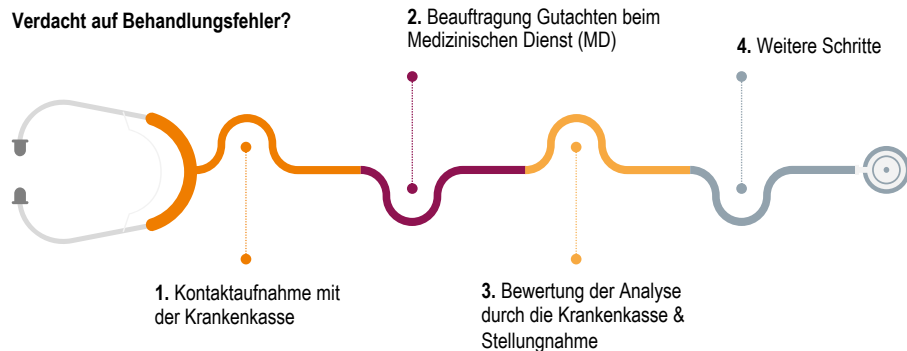 Verdacht auf Behandlungsfehler?
1. Kontaktaufnahme mit
der Krankenkasse
2. Beauftragung Gutachten beim
Medizinischen Dienst (MD)
3. Bewertung der Analyse
durch die Krankenkasse &
Stellungnahme
4. Weitere Schritte